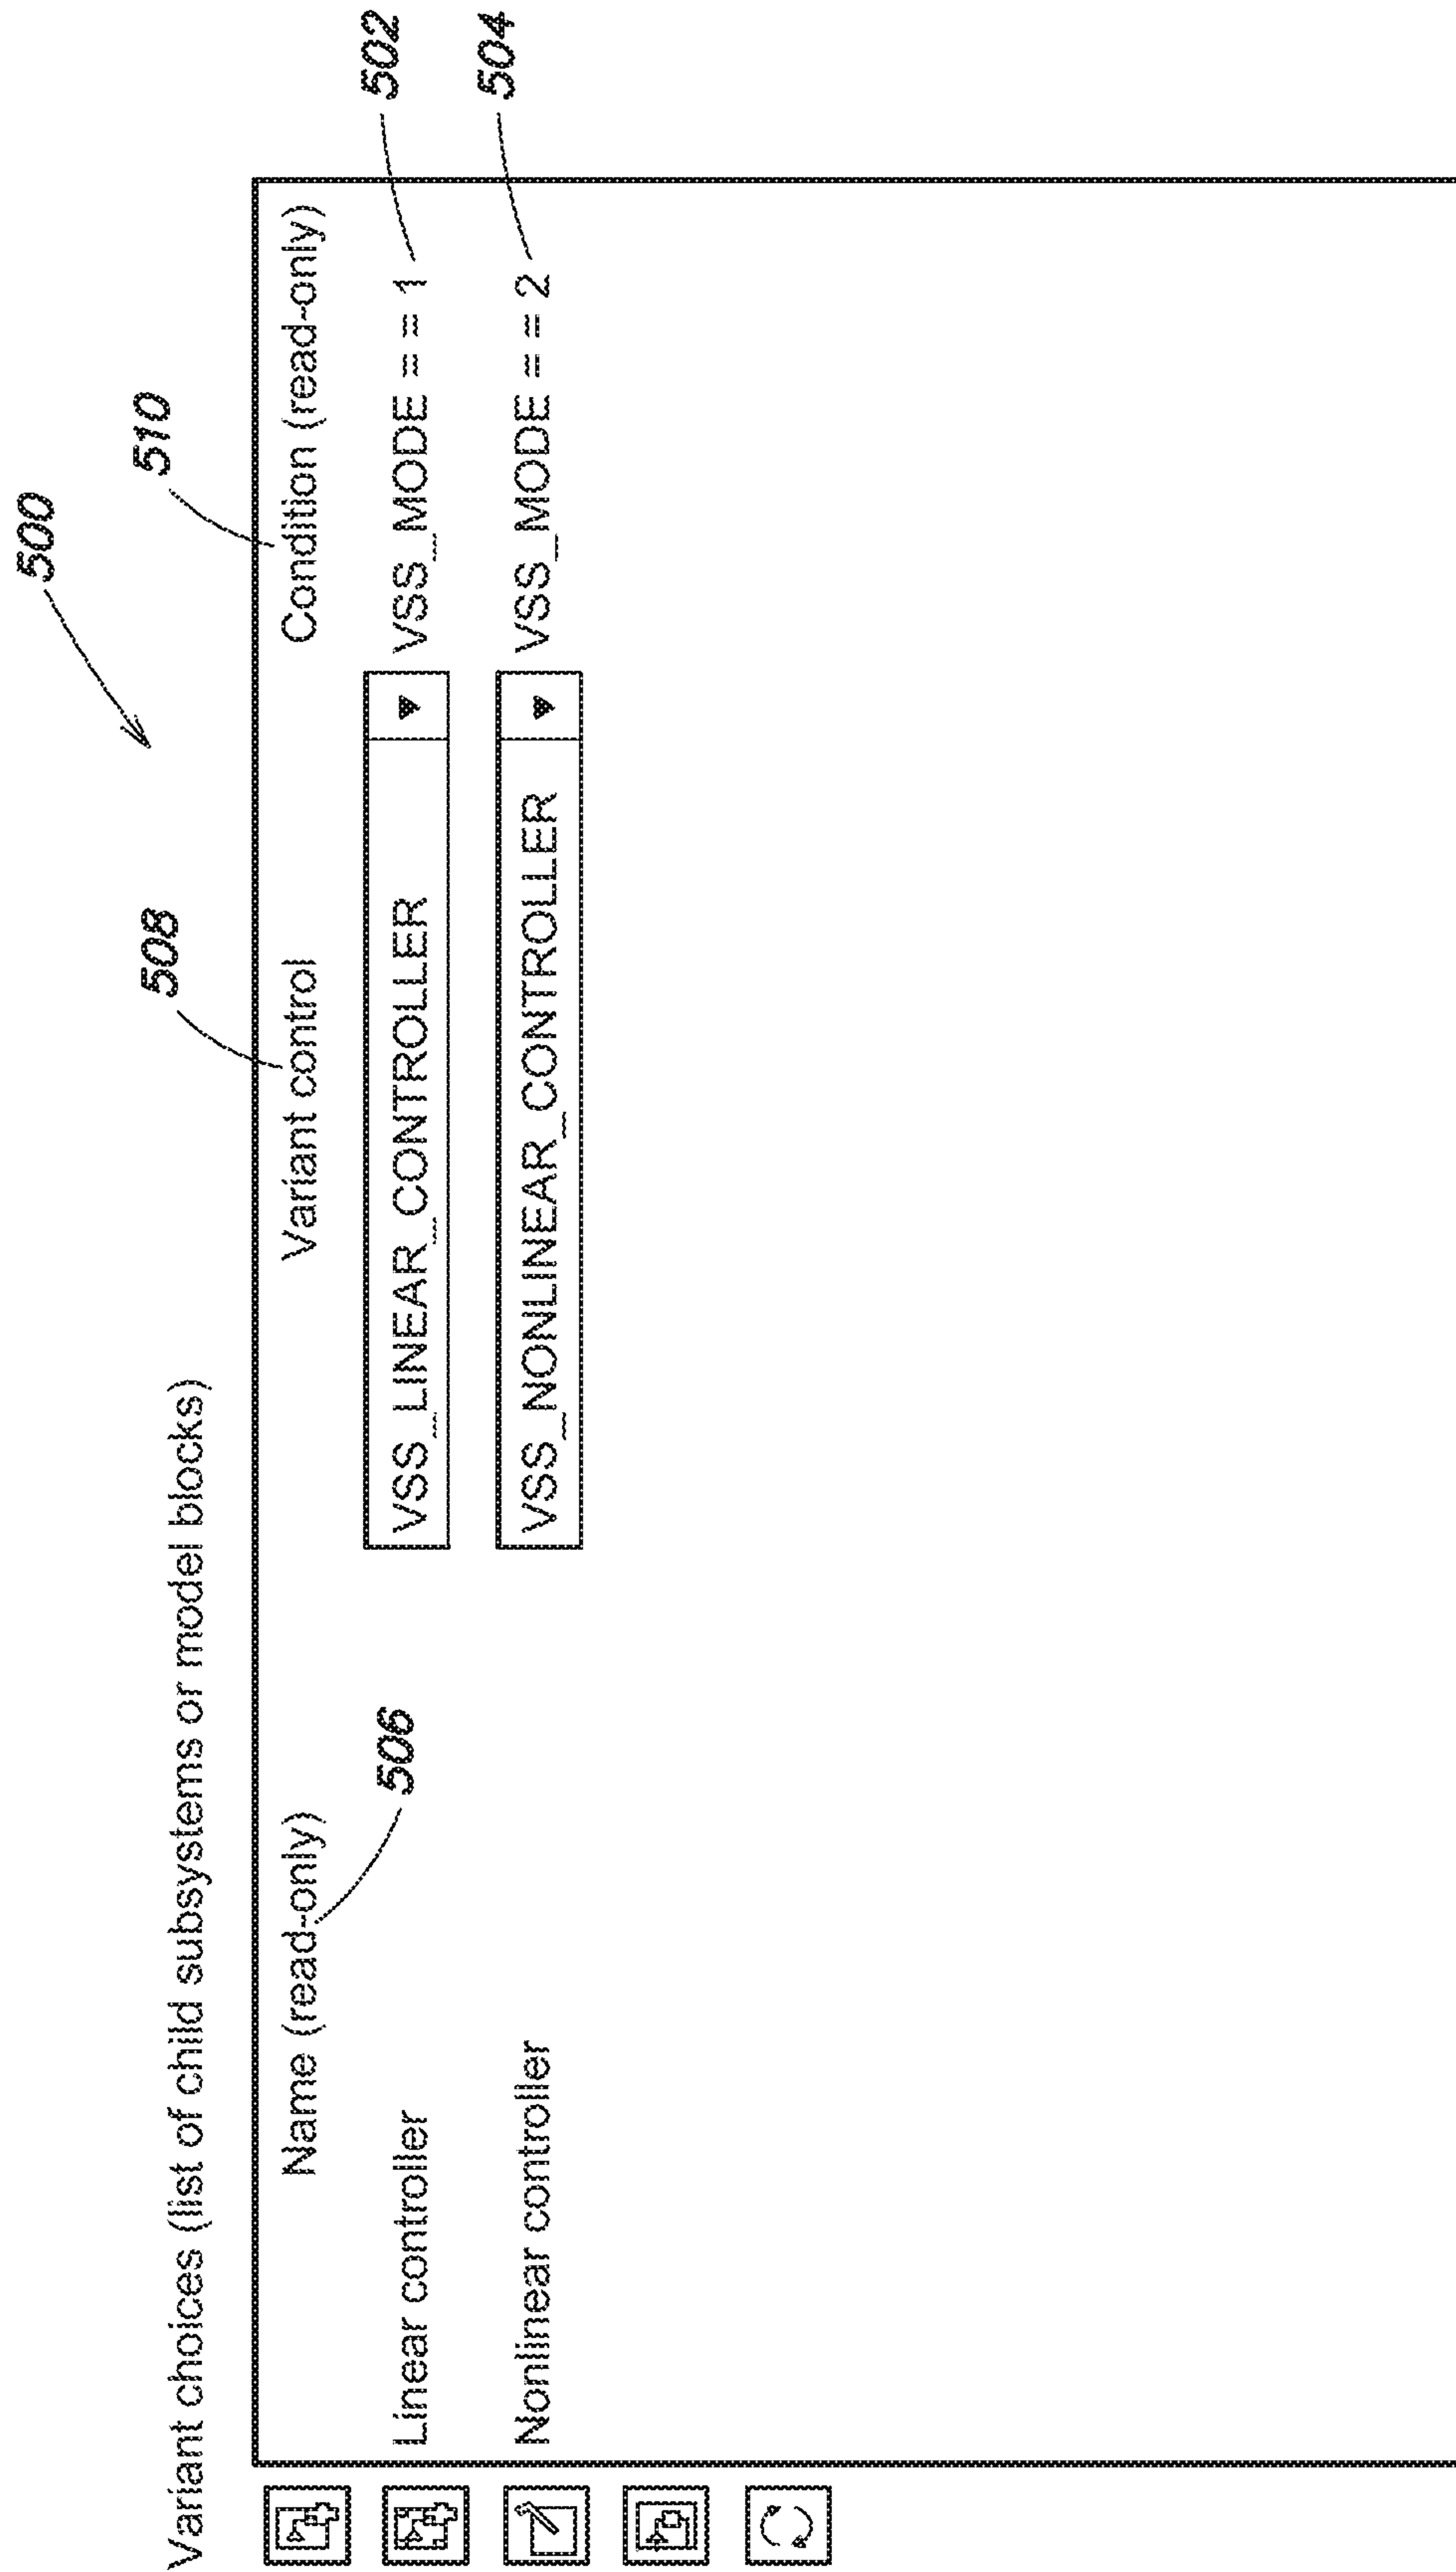 500
Variant choices (list of child subsystems or model blocks)
508
510
Name (read-only)
Variant control
Condition (read-only)
506
Linear controller
VSS_LINEAR_CONTROLLER
VSS_MODE = = 1
502
Nonlinear controller
VSS_NONLINEAR_CONTROLLER
VSS_MODE = = 2
504